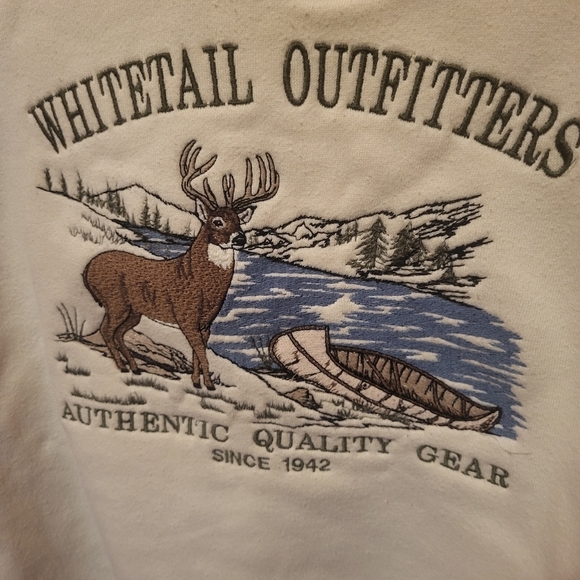 WHITETAIL OUTFITTERS
AUTHENTIC QUALITY GEAR
SINCE 1942